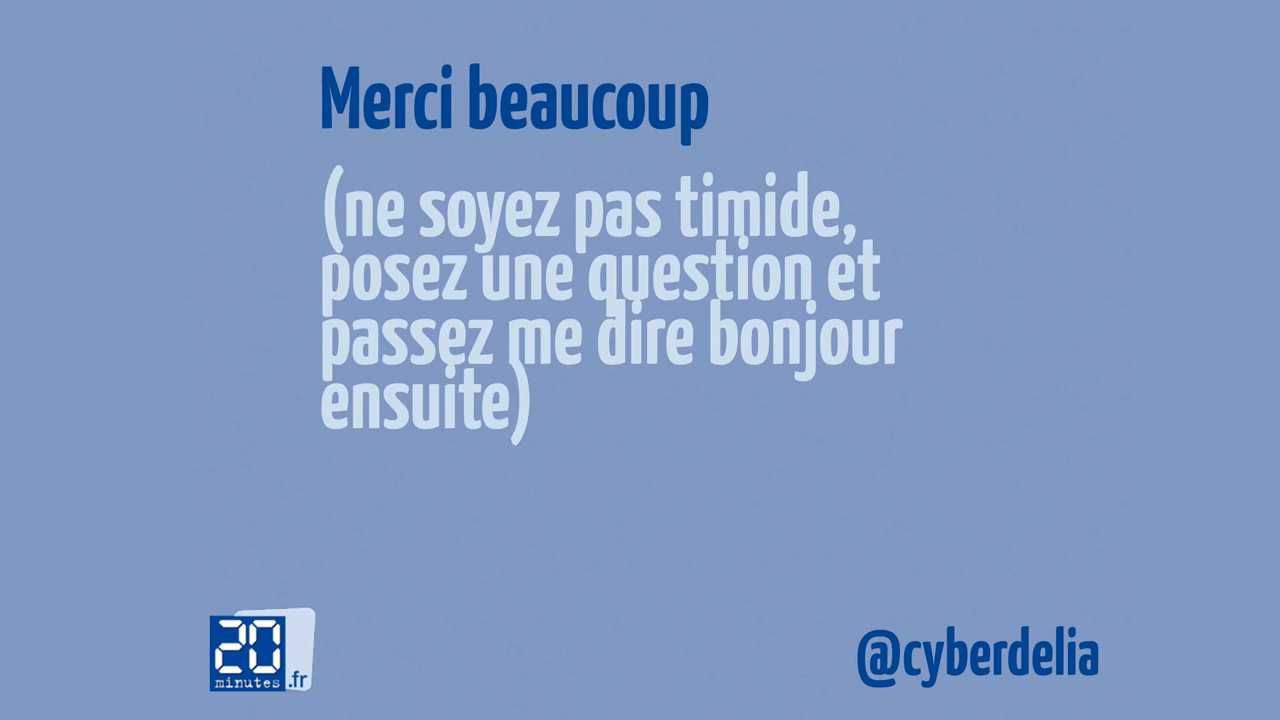 Merci beaucoup
(ne soyez pas timide,
posez une question et
passez me dire bonjour
ensuite)
20
minutes
.fr
@cyberdelia